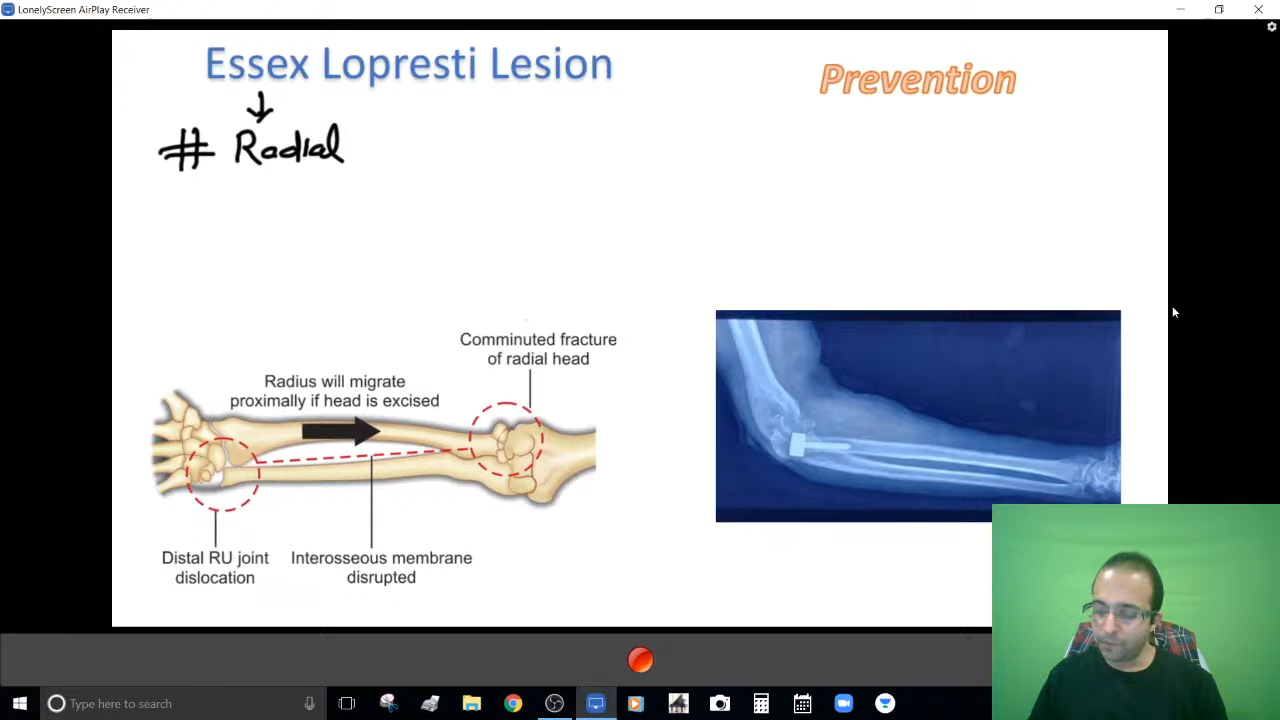 LonelyScreen AirPlay Receiver
Essex Lopresti Lesion
Prevention
# Radial
Comminuted fracture
of radial head
Radius will migrate
proximally if head is excised
Distal RU joint
dislocation
Interosseous membrane
disrupted
Type here to search